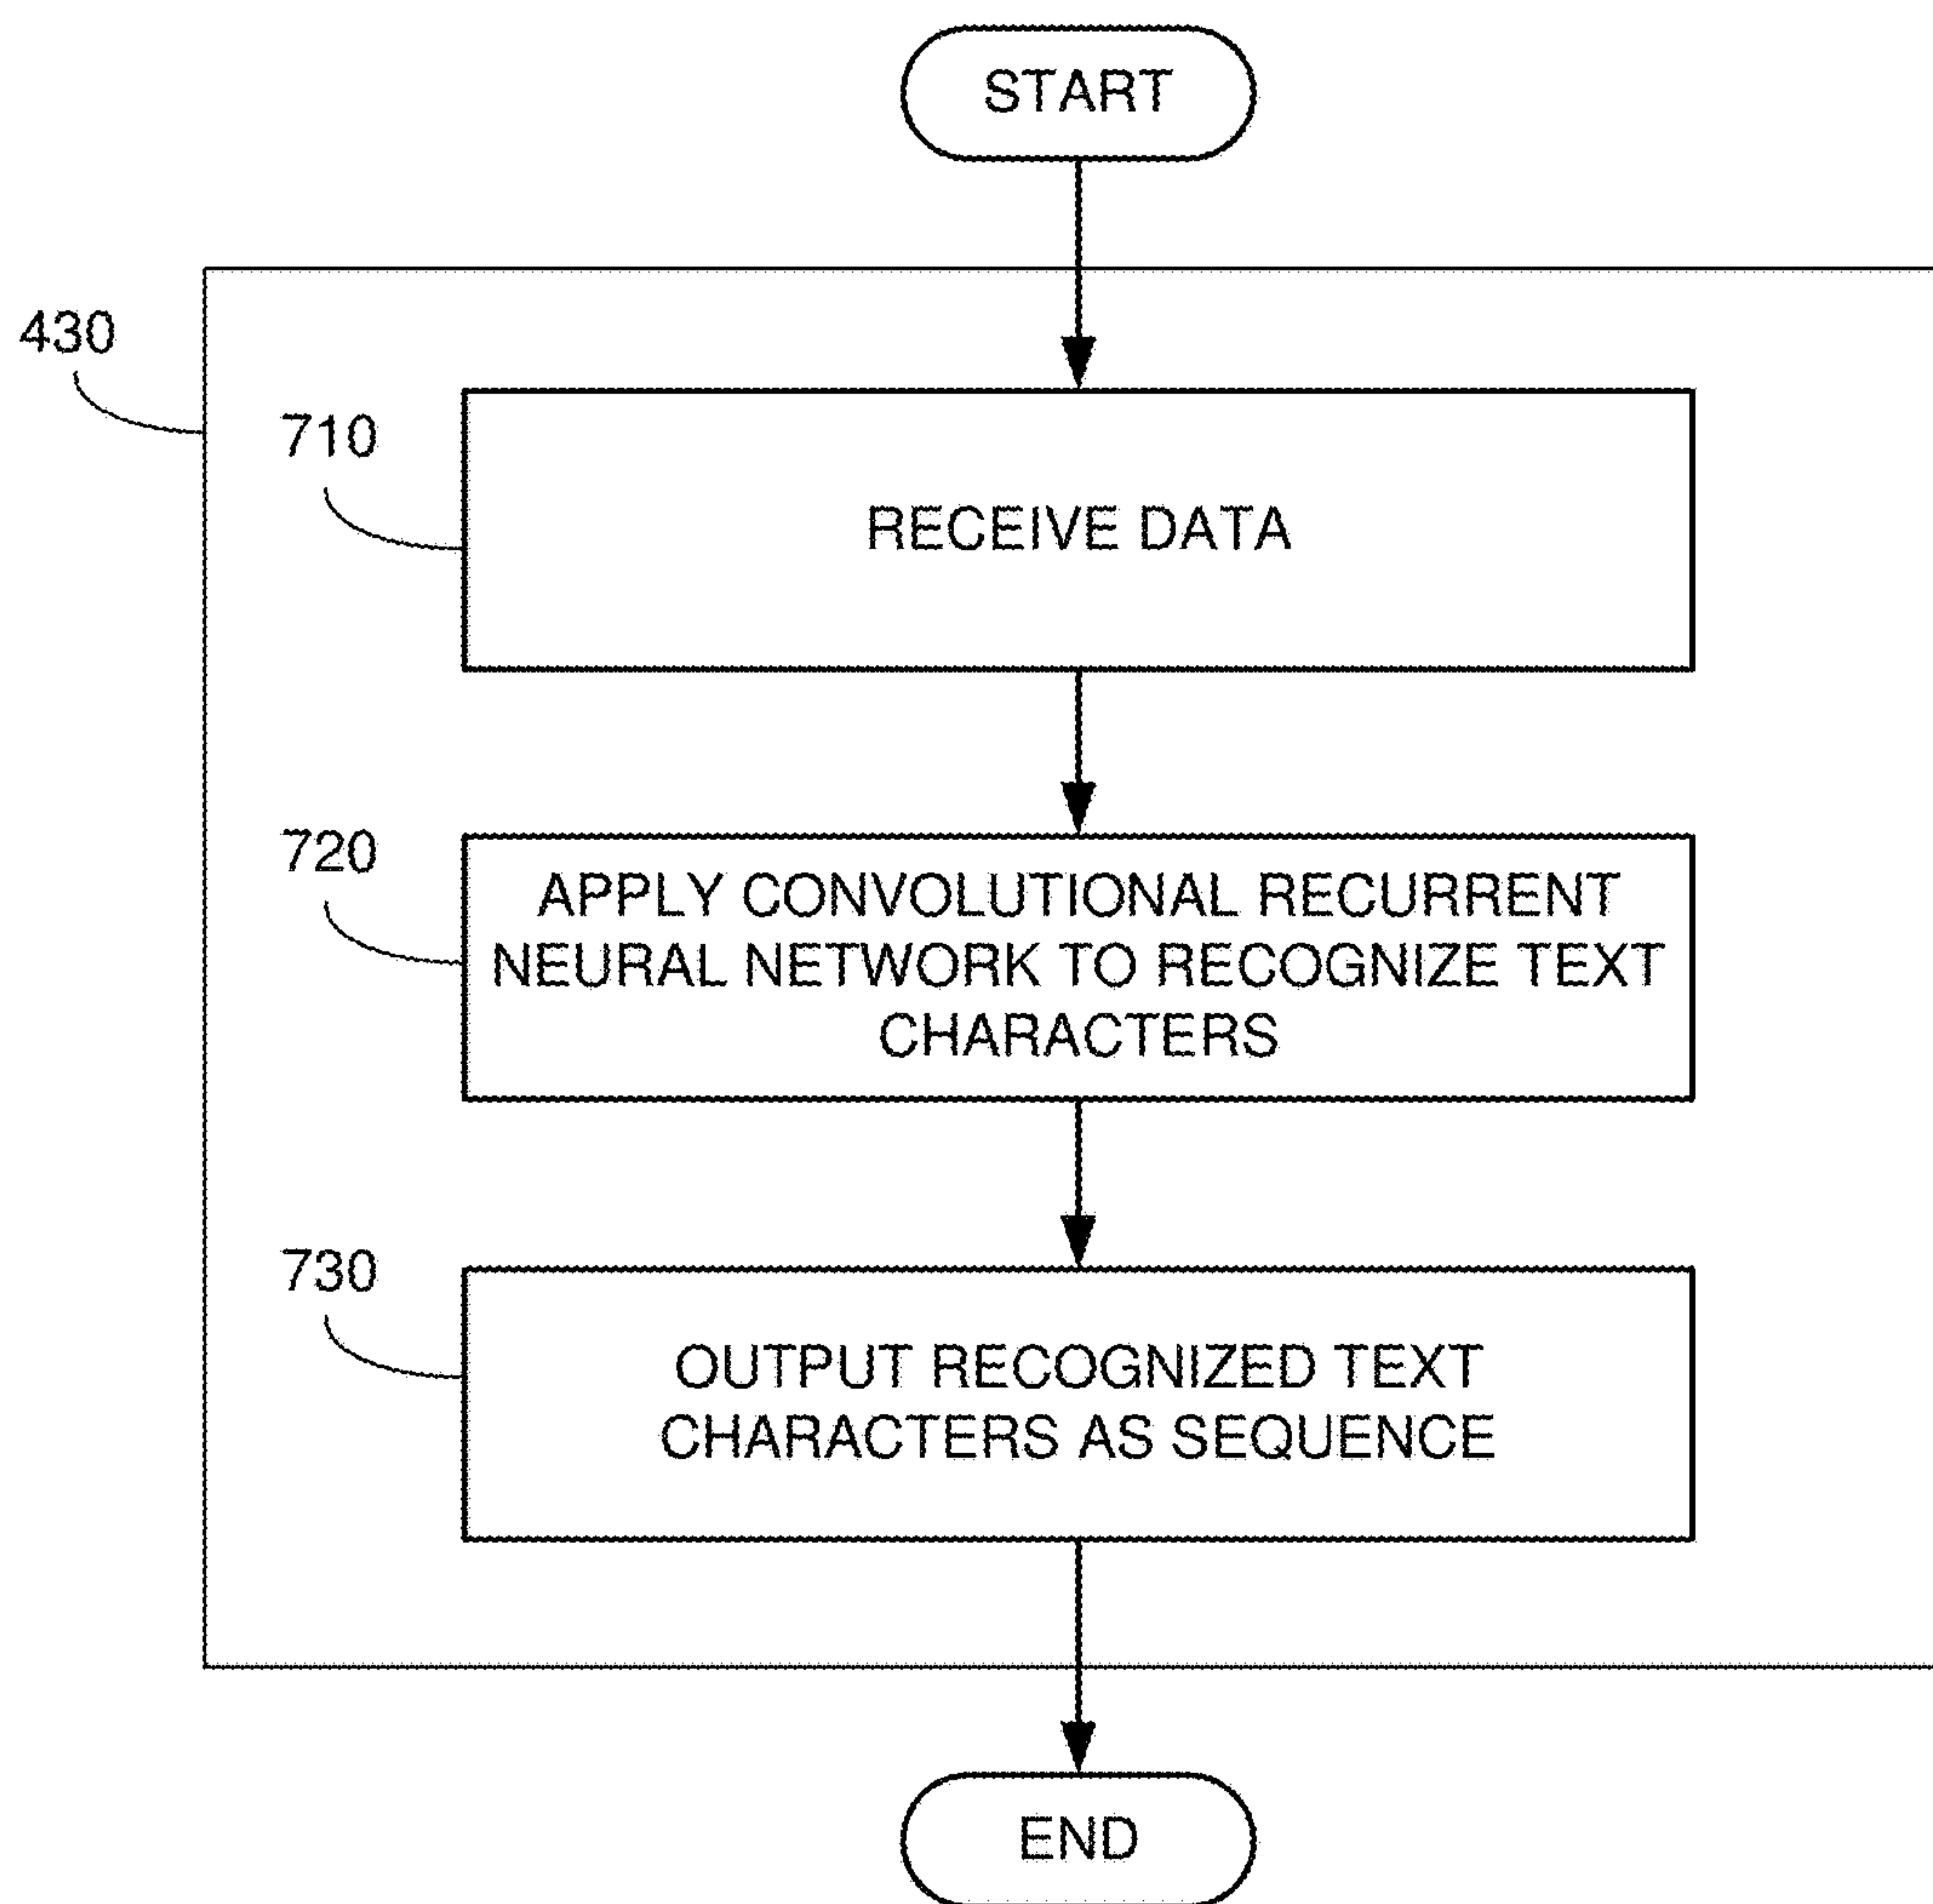 START
430
710
RECEIVE DATA
720
APPLY CONVOLUTIONAL RECURRENT
NEURAL NETWORK TO RECOGNIZE TEXT
CHARACTERS
730
OUTPUT RECOGNIZED TEXT
CHARACTERS AS SEQUENCE
END